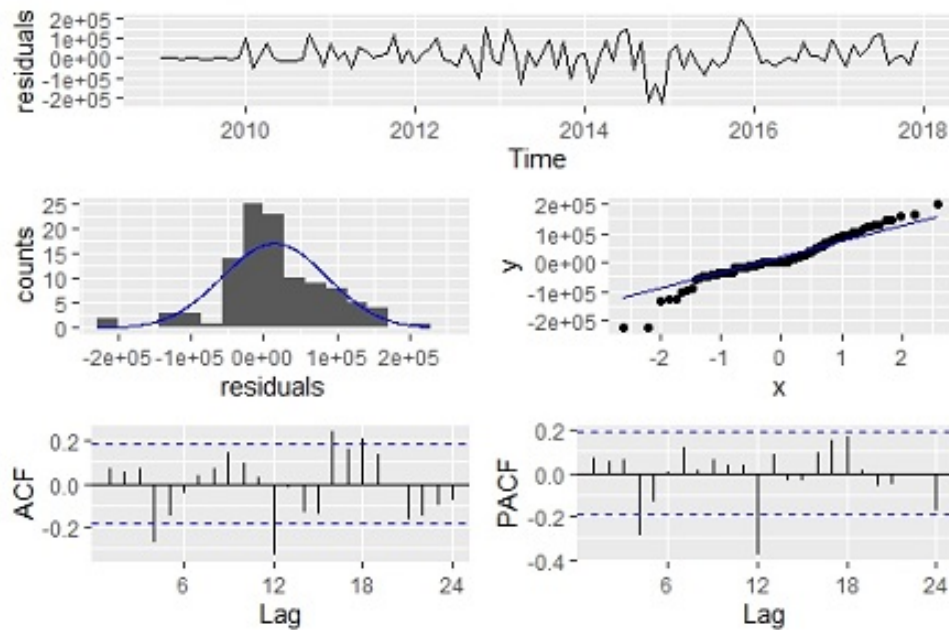 residuals
2e+05
1e+05
0e+00
-1e+05
-2e+05
2010 2012 2014 2016 2018
Time
counts
25
20
15
10
5
0
-2e+05 -1e+05 0e+00 1e+05 2e+05
residuals
y
2e+05
1e+05
0e+00
-1e+05
-2e+05
-2 -1 0 1 2
x
ACF
0.2
0.0
-0.2
6 12 18 24
Lag
PACF
0.2
0.0
-0.2
-0.4
6 12 18 24
Lag